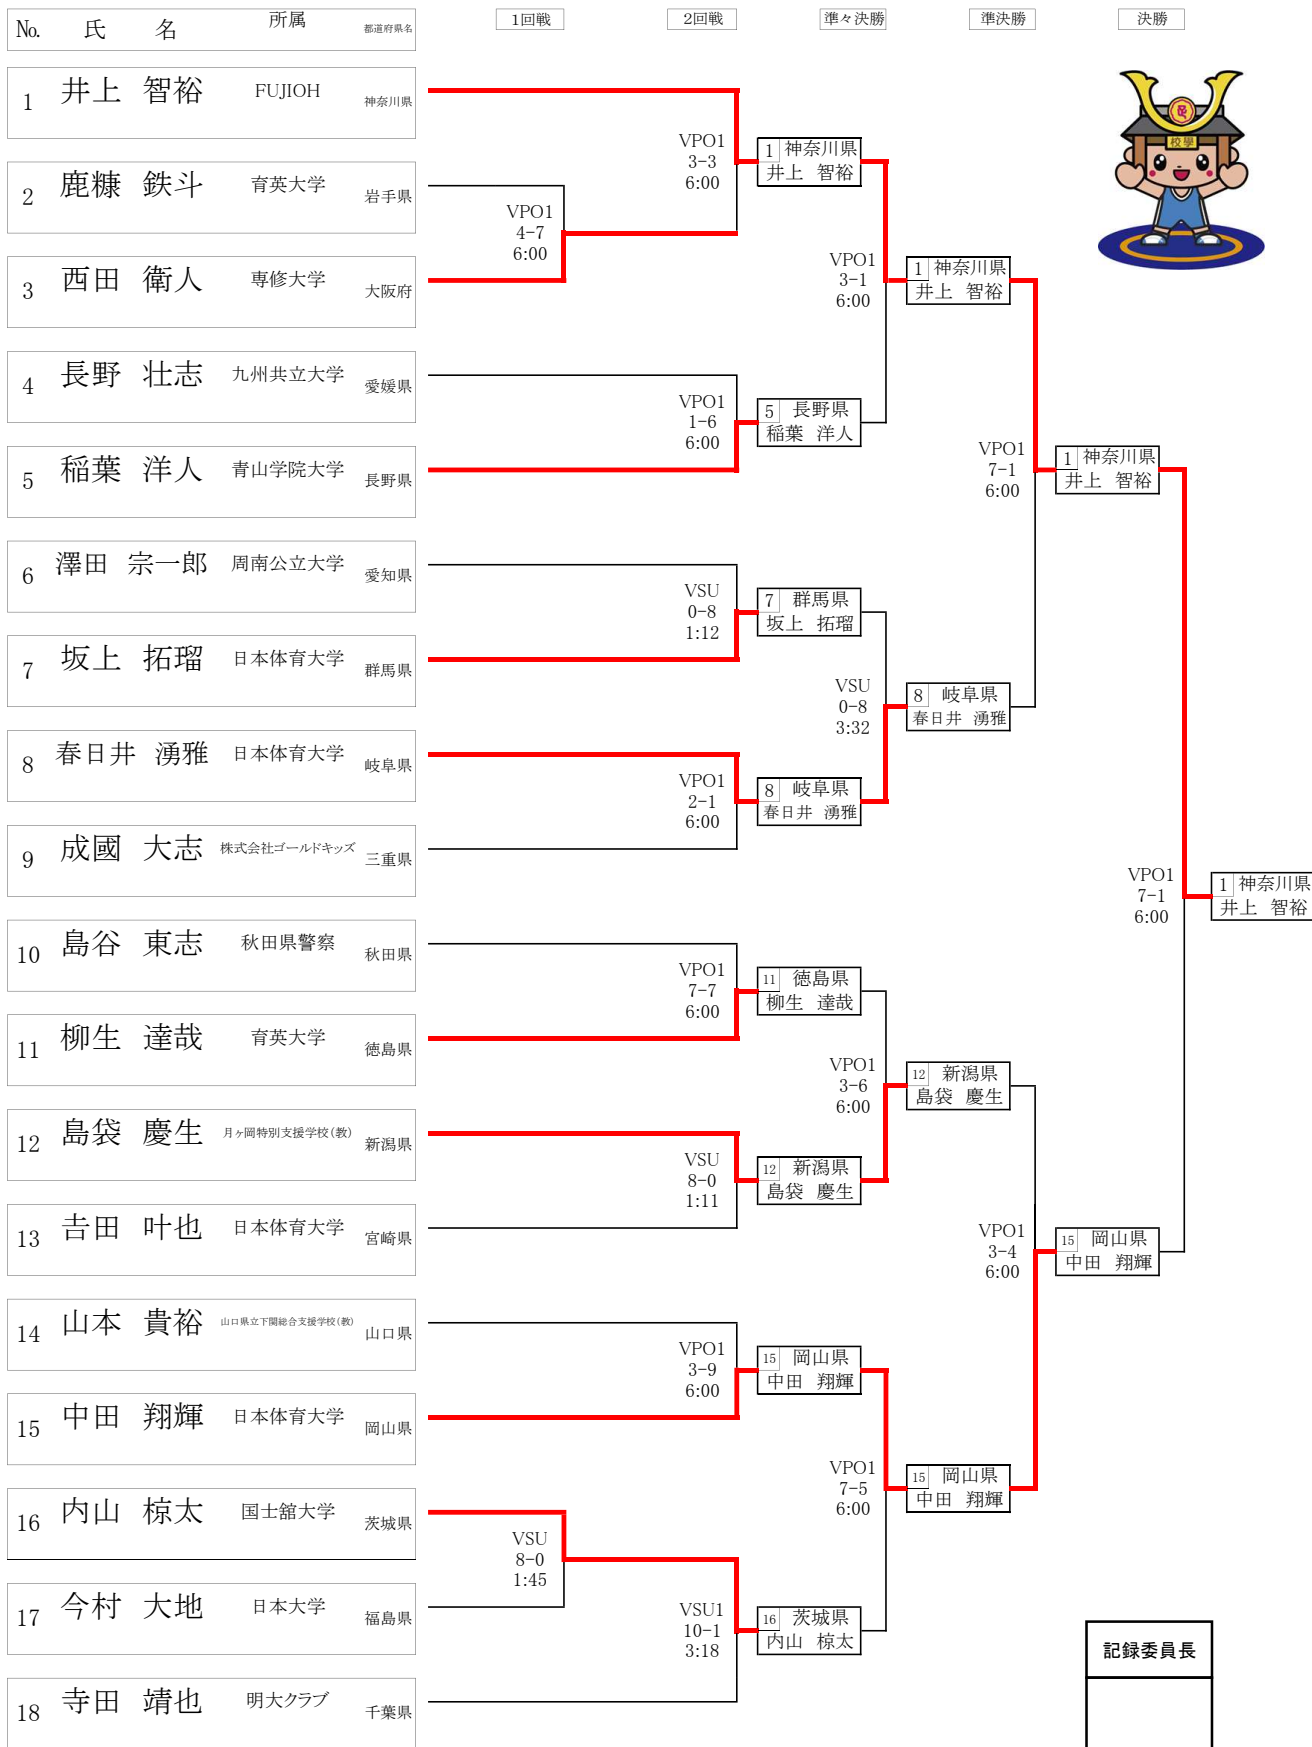 No. 氏 名 所属 都道府県名 1回戦 2回戦 準々決勝 準決勝 決勝
1 井上 智裕 FUJIOH 神奈川県
2 鹿糠 鉄斗 育英大学 岩手県
3 西田 衛人 専修大学 大阪府
4 長野 壮志 九州共立大学 愛媛県
5 稲葉 洋人 青山学院大学 長野県
6 澤田 宗一郎 周南公立大学 愛知県
7 坂上 拓瑠 日本体育大学 群馬県
8 春日井 湧雅 日本体育大学 岐阜県
9 成國 大志 株式会社ゴールドキッズ 三重県
10 島谷 東志 秋田県警察 秋田県
11 柳生 達哉 育英大学 徳島県
12 島袋 慶生 月ヶ岡特別支援学校(教) 新潟県
13 𠮷田 叶也 日本体育大学 宮崎県
14 山本 貴裕 山口県立下関総合支援学校(教) 山口県
15 中田 翔輝 日本体育大学 岡山県
16 内山 椋太 国士舘大学 茨城県
17 今村 大地 日本大学 福島県
18 寺田 靖也 明大クラブ 千葉県
VPO1
4-7
6:00
VSU
8-0
1:45
VPO1
3-3
6:00
VPO1
1-6
6:00
VSU
0-8
1:12
VPO1
2-1
6:00
VPO1
7-7
6:00
VSU
8-0
1:11
VPO1
3-9
6:00
VSU1
10-1
3:18
1 神奈川県
井上 智裕
5 長野県
稲葉 洋人
7 群馬県
坂上 拓瑠
8 岐阜県
春日井 湧雅
11 徳島県
柳生 達哉
12 新潟県
島袋 慶生
15 岡山県
中田 翔輝
16 茨城県
内山 椋太
VPO1
3-1
6:00
VSU
0-8
3:32
VPO1
3-6
6:00
VPO1
7-5
6:00
1 神奈川県
井上 智裕
8 岐阜県
春日井 湧雅
12 新潟県
島袋 慶生
15 岡山県
中田 翔輝
VPO1
7-1
6:00
VPO1
3-4
6:00
1 神奈川県
井上 智裕
15 岡山県
中田 翔輝
VPO1
7-1
6:00
1 神奈川県
井上 智裕
校學
記録委員長